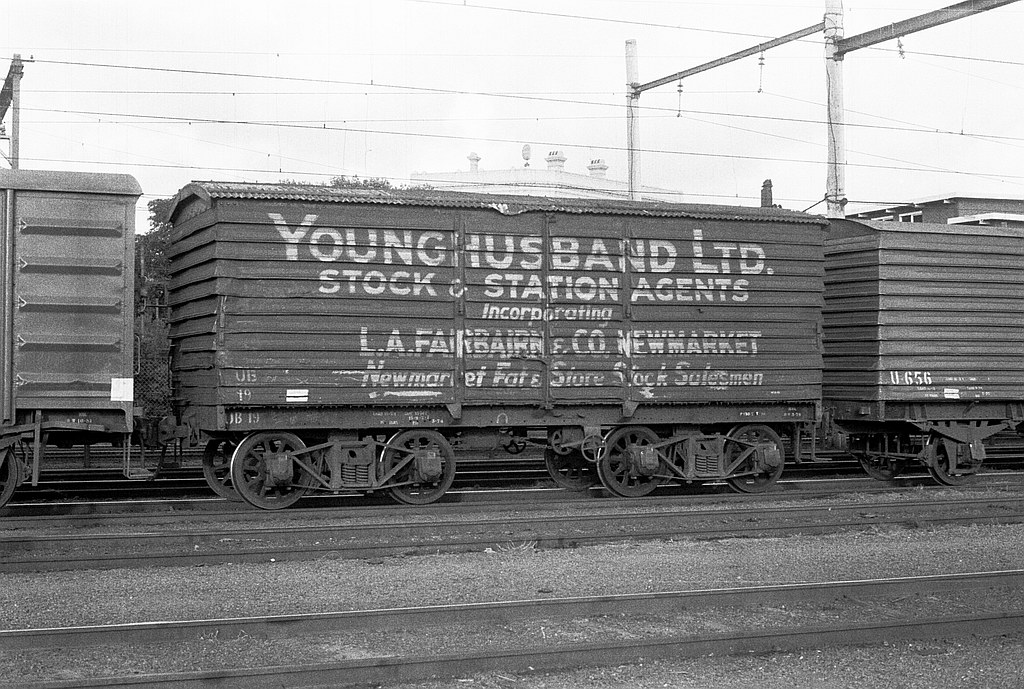 YOUNGHUSBAND LTD.
STOCK & STATION AGENTS
Incorporating
L.A. FAIRBAIRN & CO. NEWMARKET
Newmarket Fat & Store Stock Salesmen
UB
19
UB 19
U 656